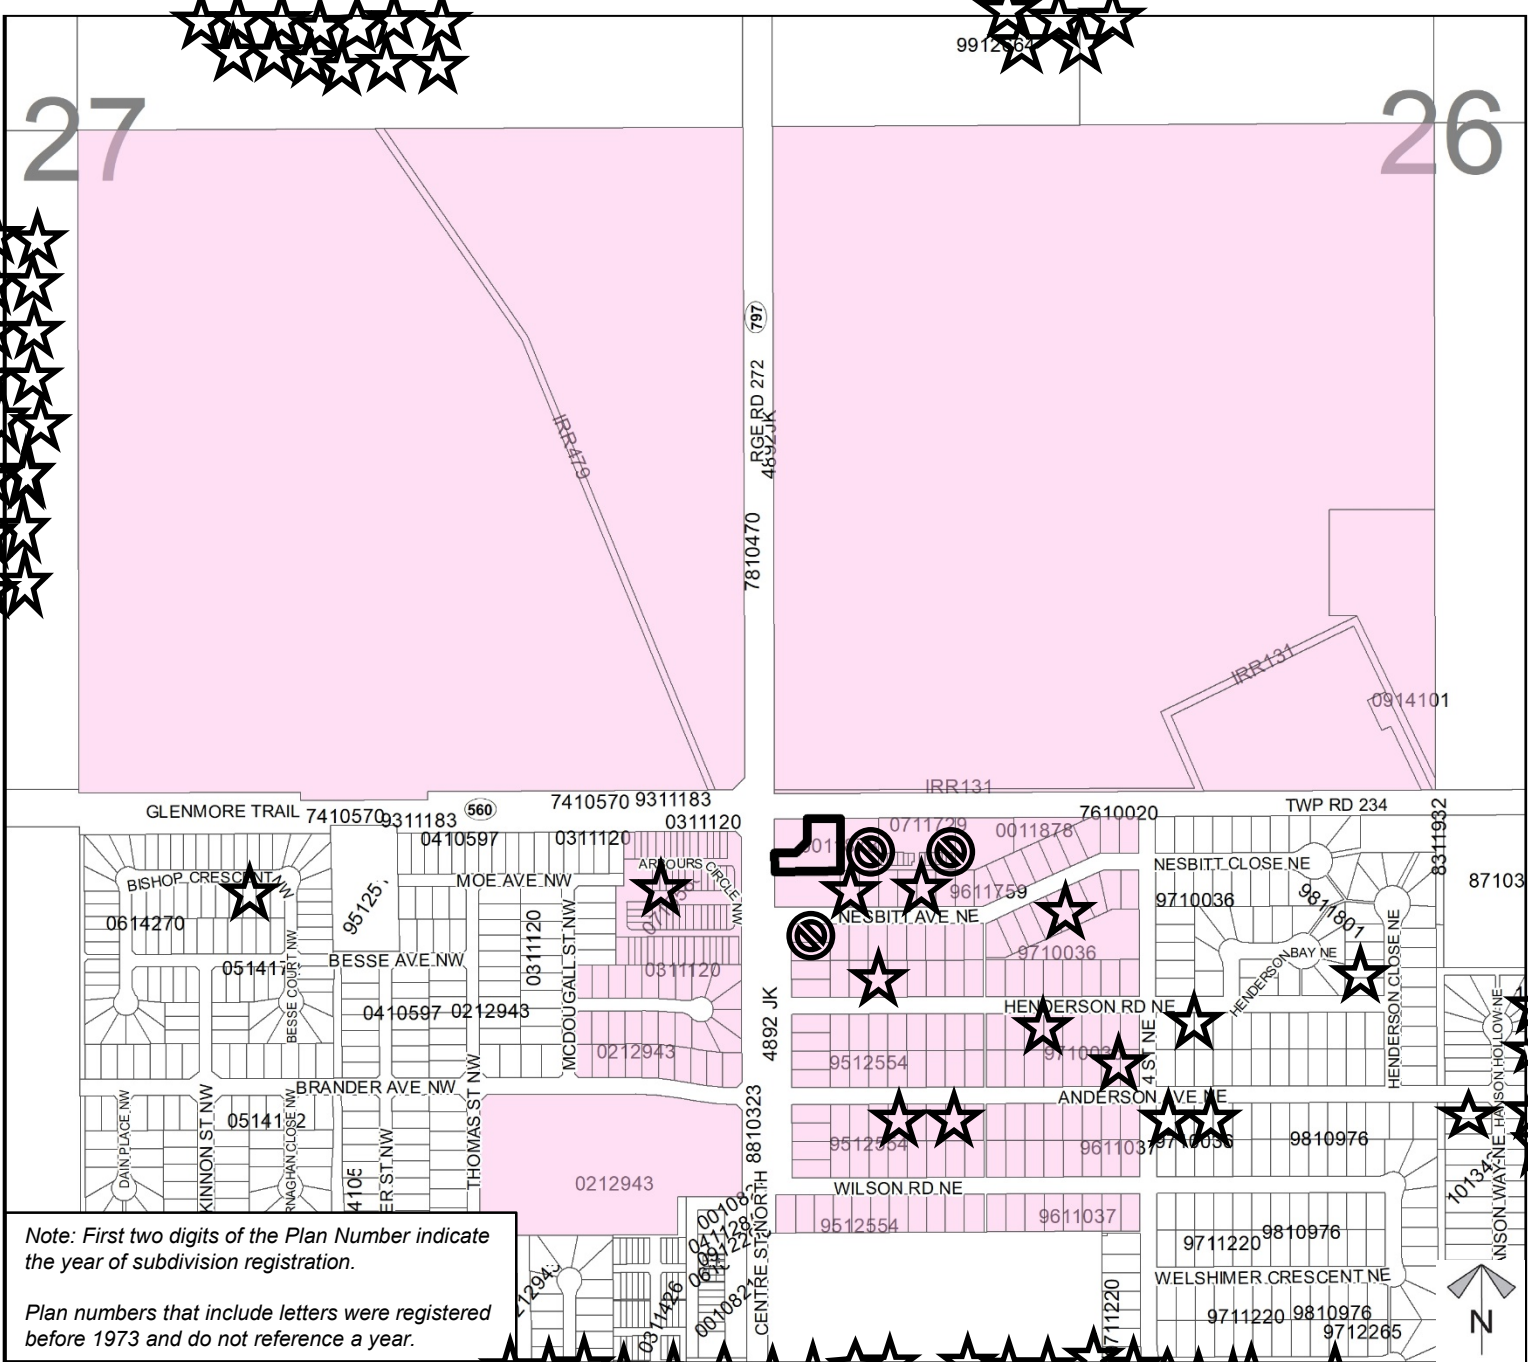 27
26
797
RGE RD 272
4892JK
IRR479
7810470
IRR131
0914101
IRR131
GLENMORE TRAIL
7410570
9311183
560
7410570 9311183
0311120
7610020
TWP RD 234
8311932
0410597
0311120
0711729
0011878
BISHOP CRESCENT NW
MOE AVE NW
NESBITT CLOSE NE
9611759
9710036
9811801
87103
0614270
NESBITT AVE NE
0311120
MCDOUGALL ST NW
BESSE AVE NW
0311120
9710036
HENDERSON BAY NE
HENDERSON CLOSE NE
BESSE COURT NW
0410597
0212943
4892 JK
HENDERSON RD NE
4 ST NE
0212943
9512554
BRANDER AVE NW
ANDERSON AVE NE
DAIN PLACE NW
THOMAS ST NW
8810323
9611037
9810976
0212943
WILSON RD NE
9512554
9611037
CENTRE ST NORTH
9711220
9810976
WELSHIMER CRESCENT NE
0311426
0010821
9711220
9711220
9810976
9712265
Note: First two digits of the Plan Number indicate
the year of subdivision registration.
Plan numbers that include letters were registered
before 1973 and do not reference a year.
N